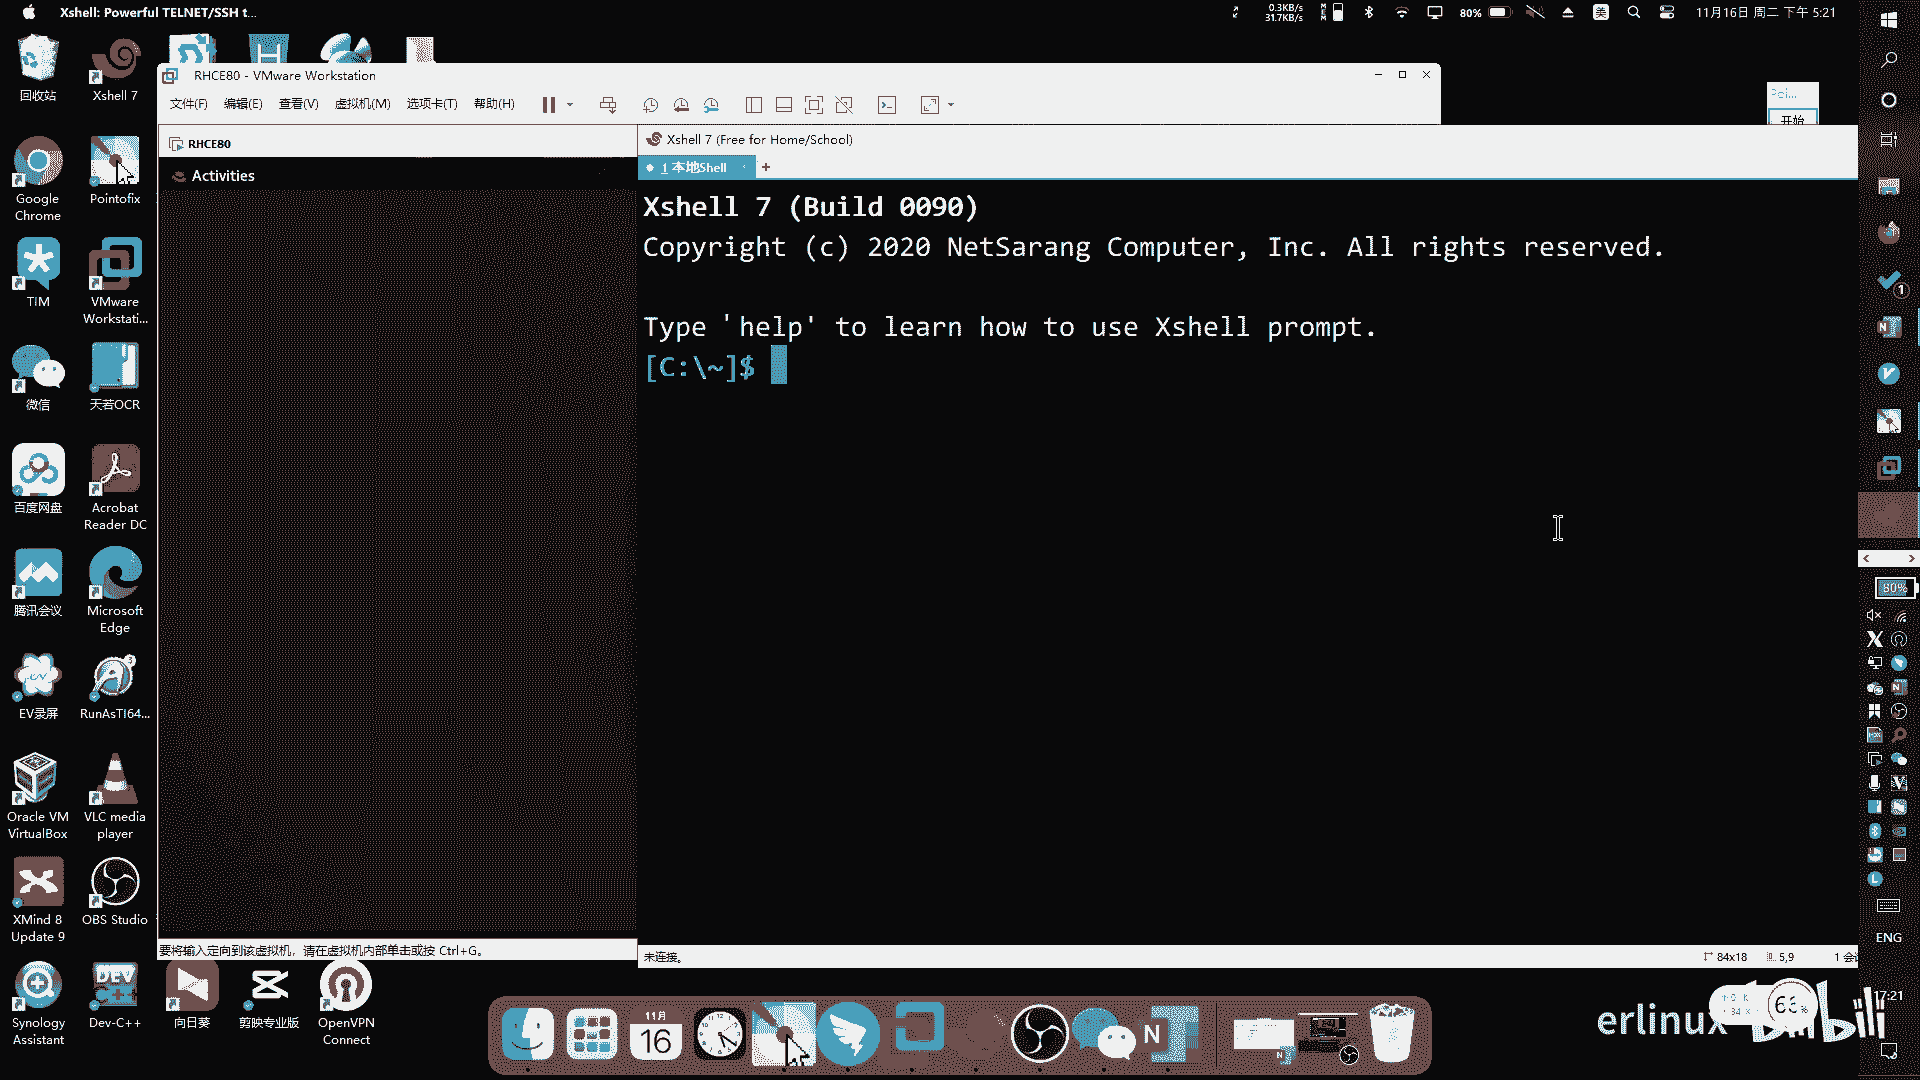 Xshell: Powerful TELNET/SSH t...
0.3KB/s
31.7KB/s
80%
美
11月16日 周二 下午 5:21
回收站
Xshell 7
Google Chrome
Pointofix
TIM
VMware Workstati...
微信
天若OCR
百度网盘
Acrobat Reader DC
腾讯会议
Microsoft Edge
EV录屏
RunAsTI64...
Oracle VM VirtualBox
VLC media player
XMind 8 Update 9
OBS Studio
Synology Assistant
Dev-C++
向日葵
剪映专业版
OpenVPN Connect
RHCE80 - VMware Workstation
文件(F) 编辑(E) 查看(V) 虚拟机(M) 选项卡(T) 帮助(H)
RHCE80
Activities
要将输入定向到该虚拟机，请在虚拟机内部单击或按 Ctrl+G。
Xshell 7 (Free for Home/School)
1 本地Shell
Xshell 7 (Build 0090)
Copyright (c) 2020 NetSarang Computer, Inc. All rights reserved.
Type 'help' to learn how to use Xshell prompt.
[C:\~]$
未连接。
84x18
5,9
开始
80%
ENG
17:21
11月
16
erlinux
bilibili